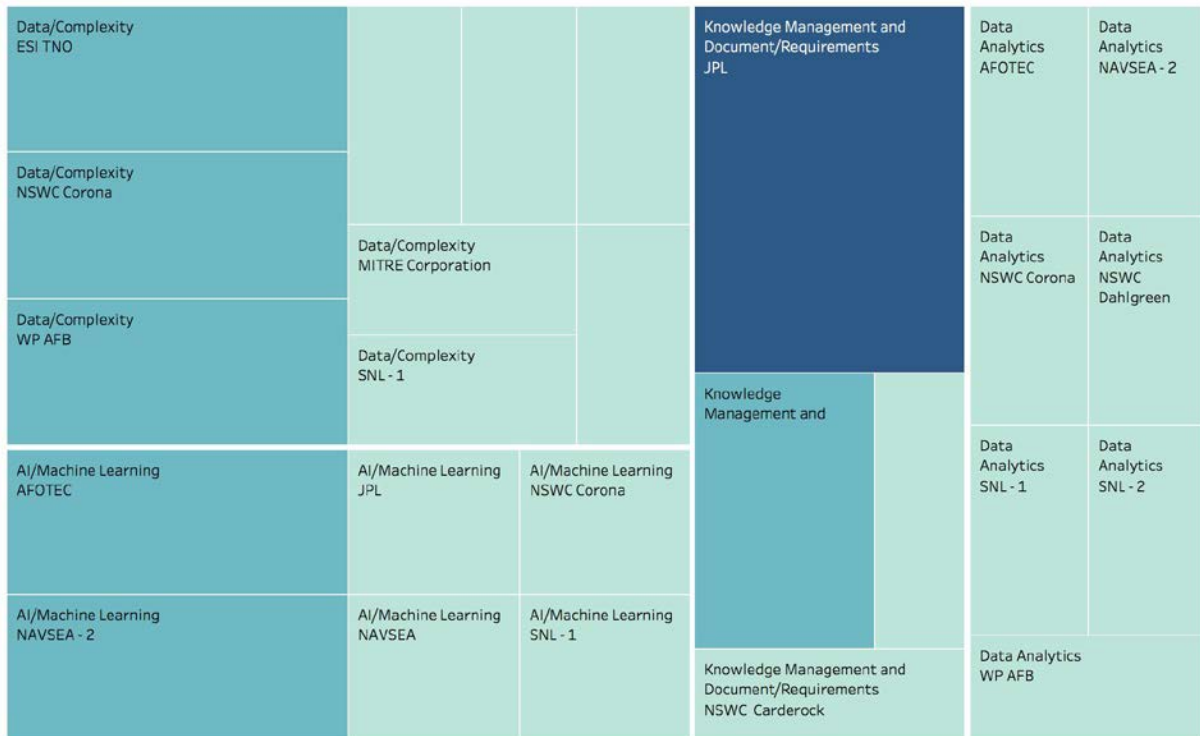 Data/Complexity
ESI TNO
Data/Complexity
NSWC Corona
Data/Complexity
WP AFB
Data/Complexity
MITRE Corporation
Data/Complexity
SNL - 1
AI/Machine Learning
AFOTEC
AI/Machine Learning
JPL
AI/Machine Learning
NSWC Corona
AI/Machine Learning
NAVSEA - 2
AI/Machine Learning
NAVSEA
AI/Machine Learning
SNL - 1
Knowledge Management and
Document/Requirements
JPL
Knowledge
Management and
Knowledge Management and
Document/Requirements
NSWC Carderock
Data
Analytics
AFOTEC
Data
Analytics
NAVSEA - 2
Data
Analytics
NSWC Corona
Data
Analytics
NSWC
Dahlgreen
Data
Analytics
SNL - 1
Data
Analytics
SNL - 2
Data Analytics
WP AFB